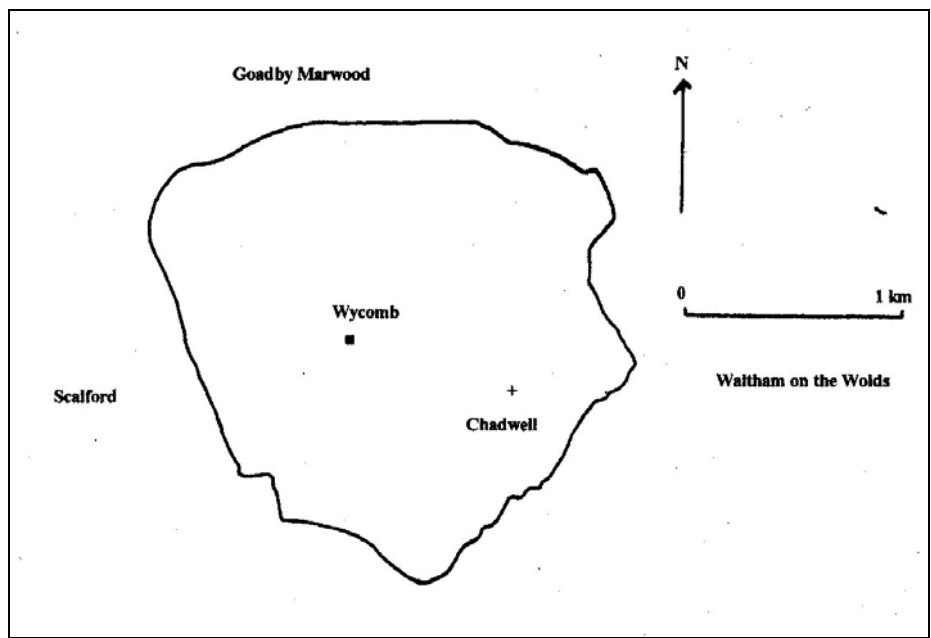 Goadby Marwood
N
0
1 km
Wycomb
Waltham on the Wolds
Scalford
Chadwell